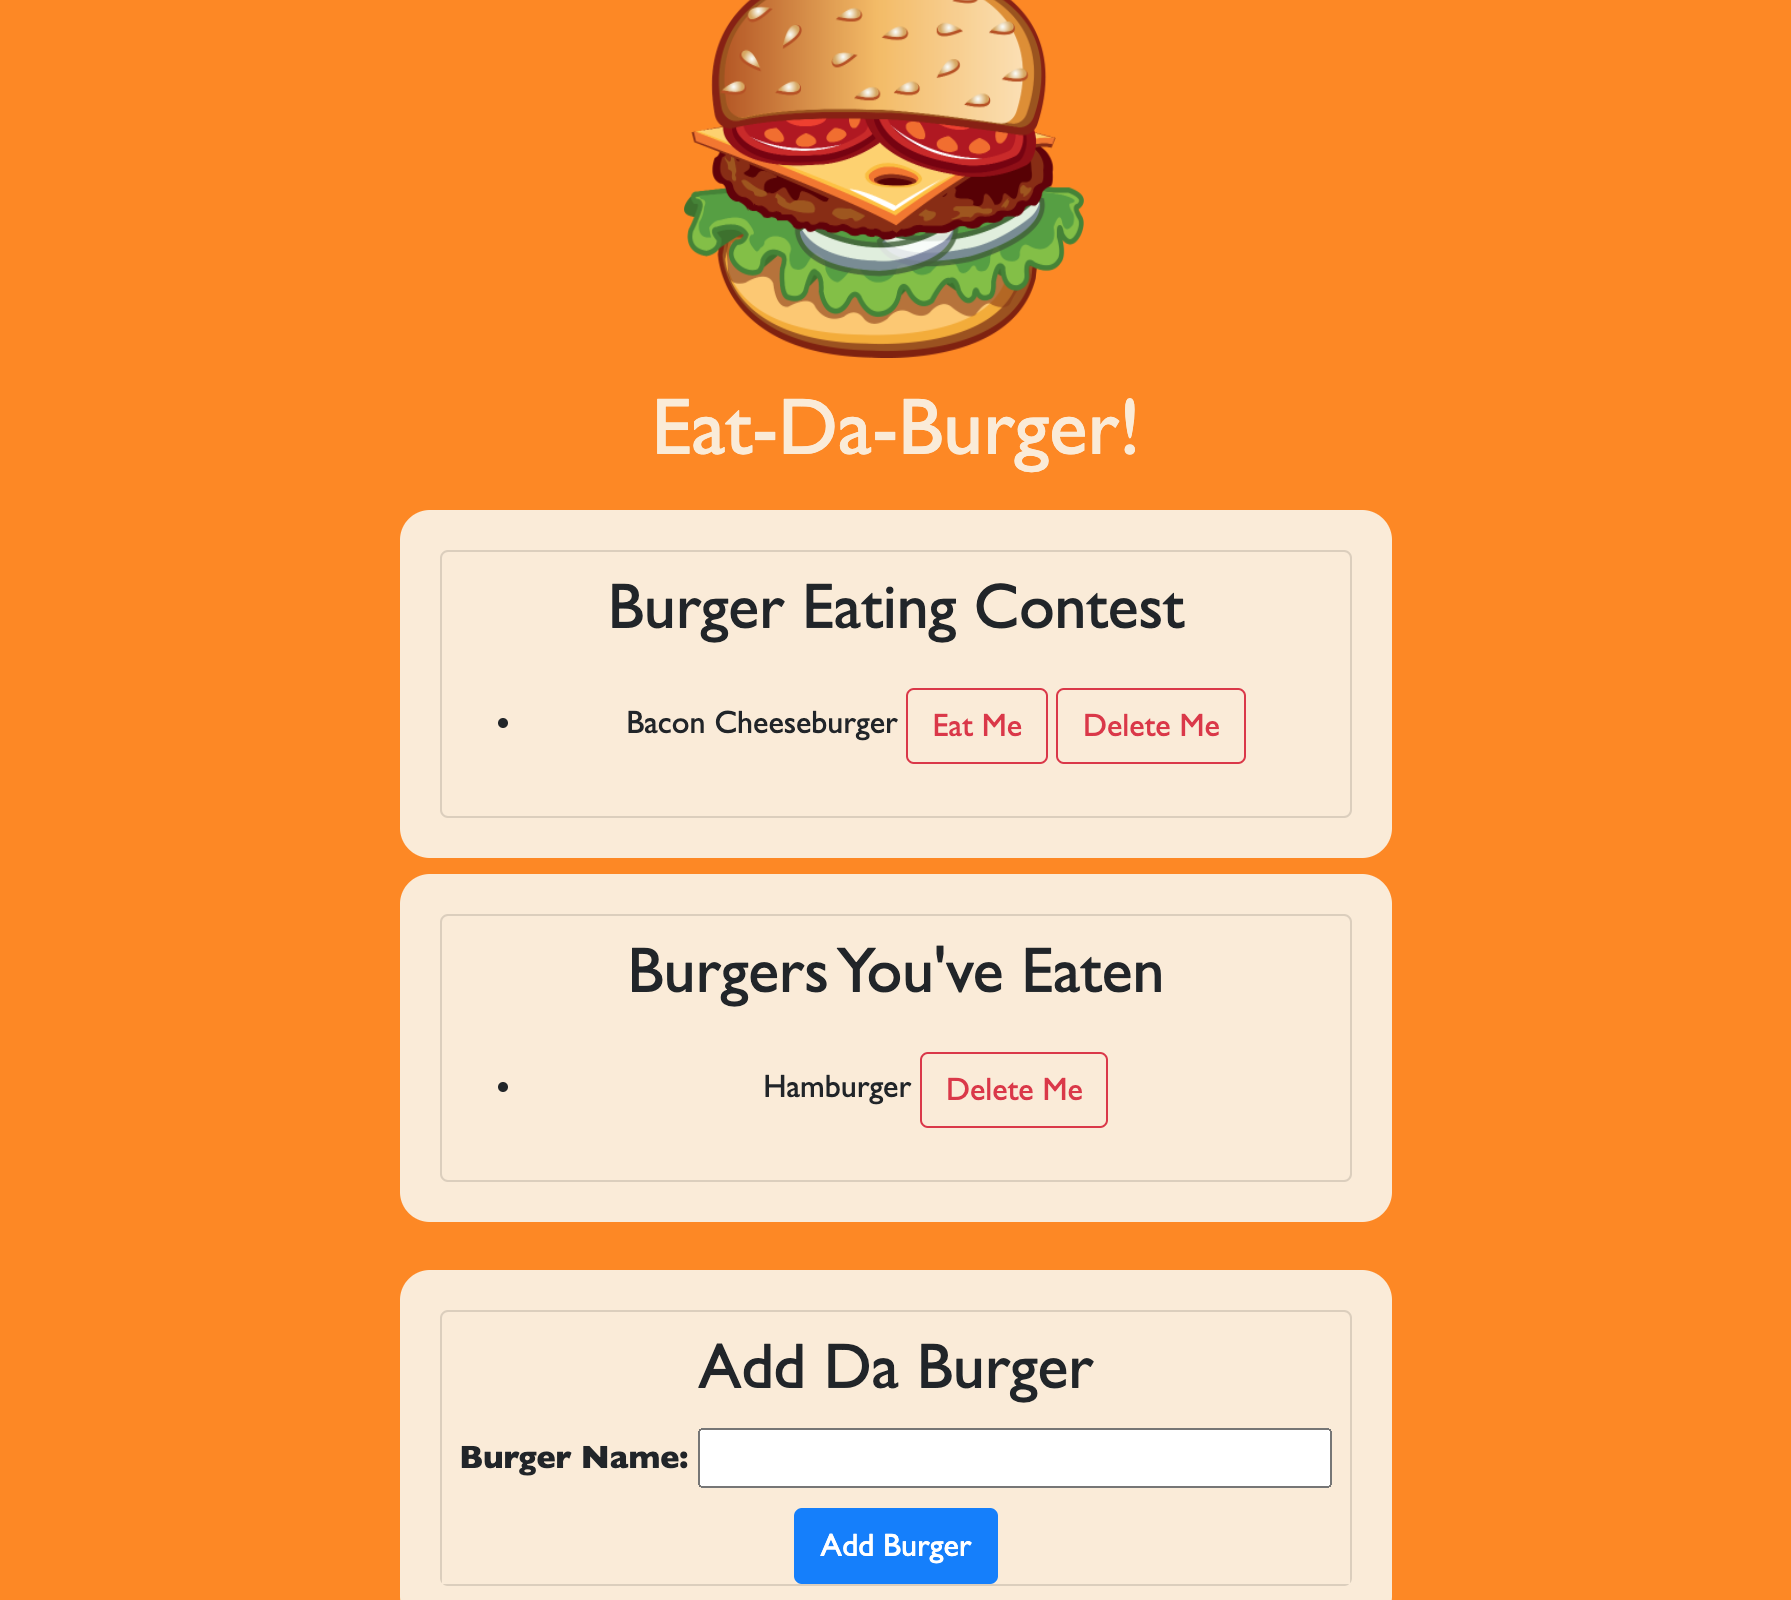 Eat-Da-Burger!
Burger Eating Contest
Bacon Cheeseburger Eat Me Delete Me
Burgers You've Eaten
Hamburger Delete Me
Add Da Burger
Burger Name:
Add Burger